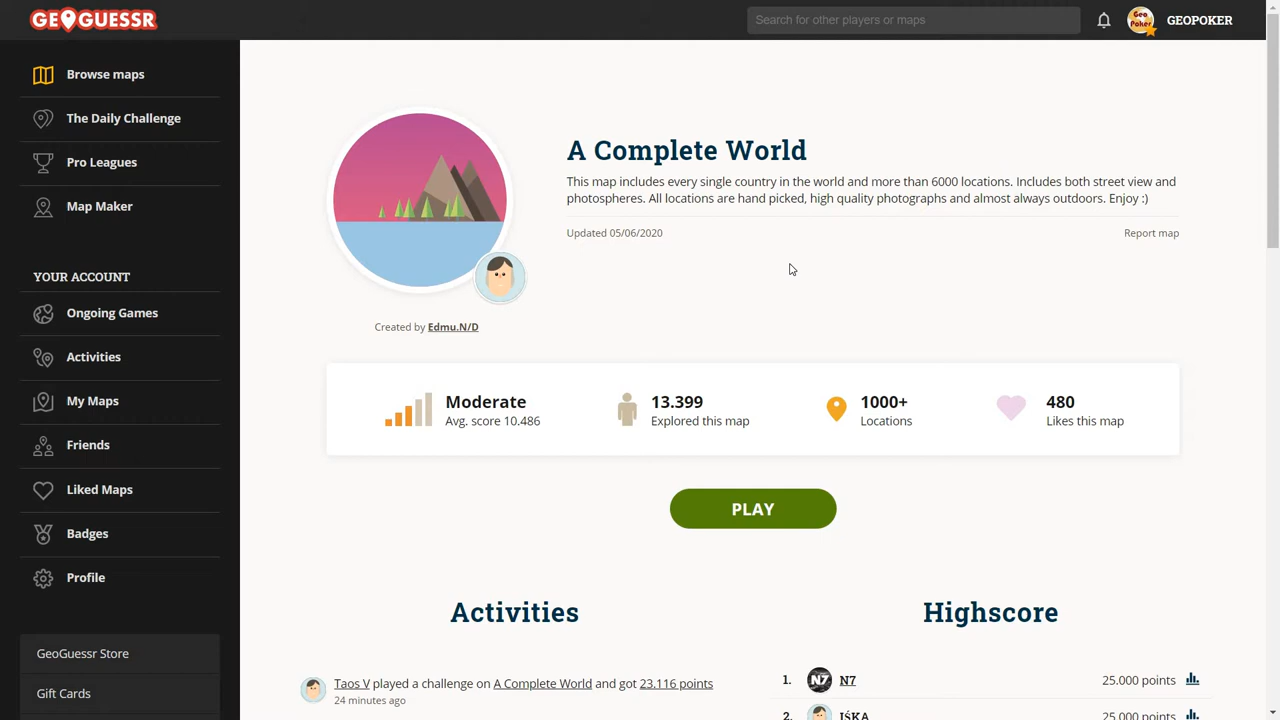 GEOGUESSR
Search for other players or maps
Geo
Poker
GEOPOKER
Browse maps
The Daily Challenge
Pro Leagues
Map Maker
YOUR ACCOUNT
Ongoing Games
Activities
My Maps
Friends
Liked Maps
Badges
Profile
GeoGuessr Store
Gift Cards
A Complete World
This map includes every single country in the world and more than 6000 locations. Includes both street view and
photospheres. All locations are hand picked, high quality photographs and almost always outdoors. Enjoy :)
Updated 05/06/2020
Report map
Created by Edmu.N/D
Moderate
Avg. score 10.486
13.399
Explored this map
1000+
Locations
480
Likes this map
PLAY
Activities
Taos V played a challenge on A Complete World and got 23.116 points
24 minutes ago
Highscore
1. N7 25.000 points
2. IŚKA 25.000 points